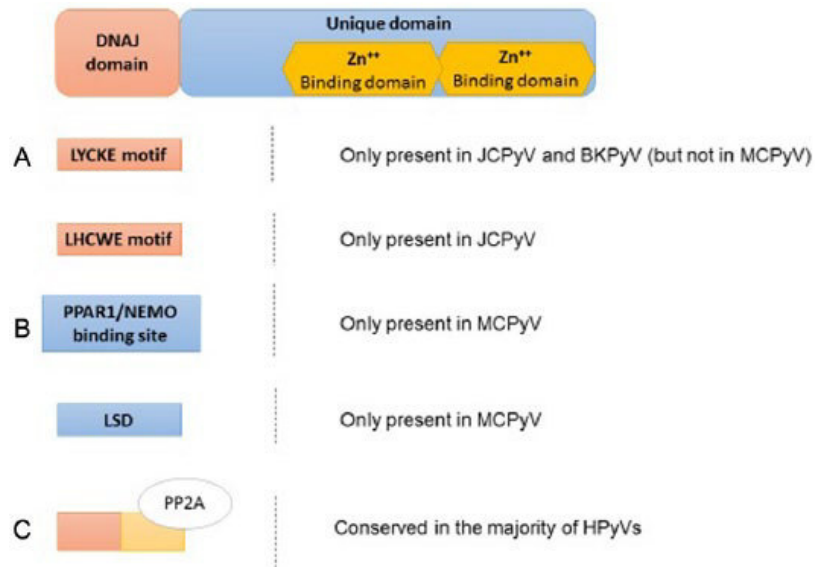 DNAJ
domain
Unique domain
Zn⁺⁺
Binding domain
Zn⁺⁺
Binding domain
A
LYCKE motif
Only present in JCPyV and BKPyV (but not in MCPyV)
LHCWE motif
Only present in JCPyV
B
PPAR1/NEMO
binding site
Only present in MCPyV
LSD
Only present in MCPyV
PP2A
C
Conserved in the majority of HPyVs